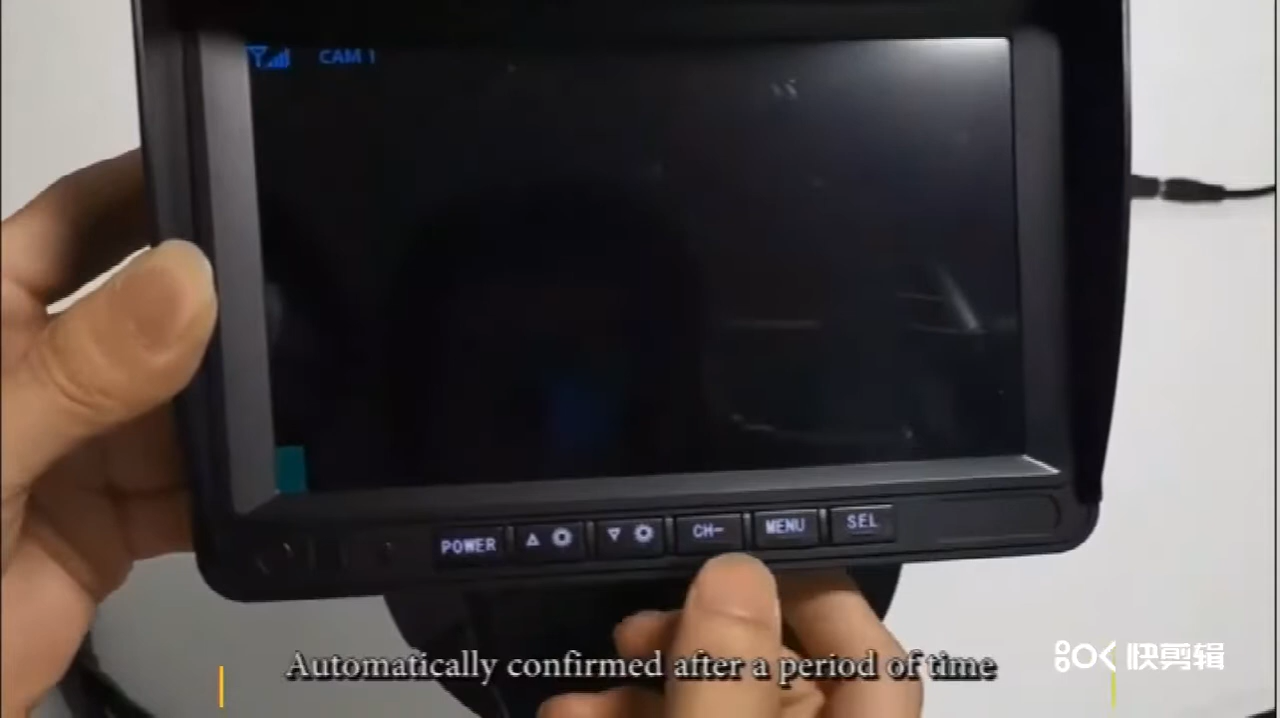 CAM 1
POWER
CH-
MENU
SEL
Automatically confirmed after a period of time
快剪辑